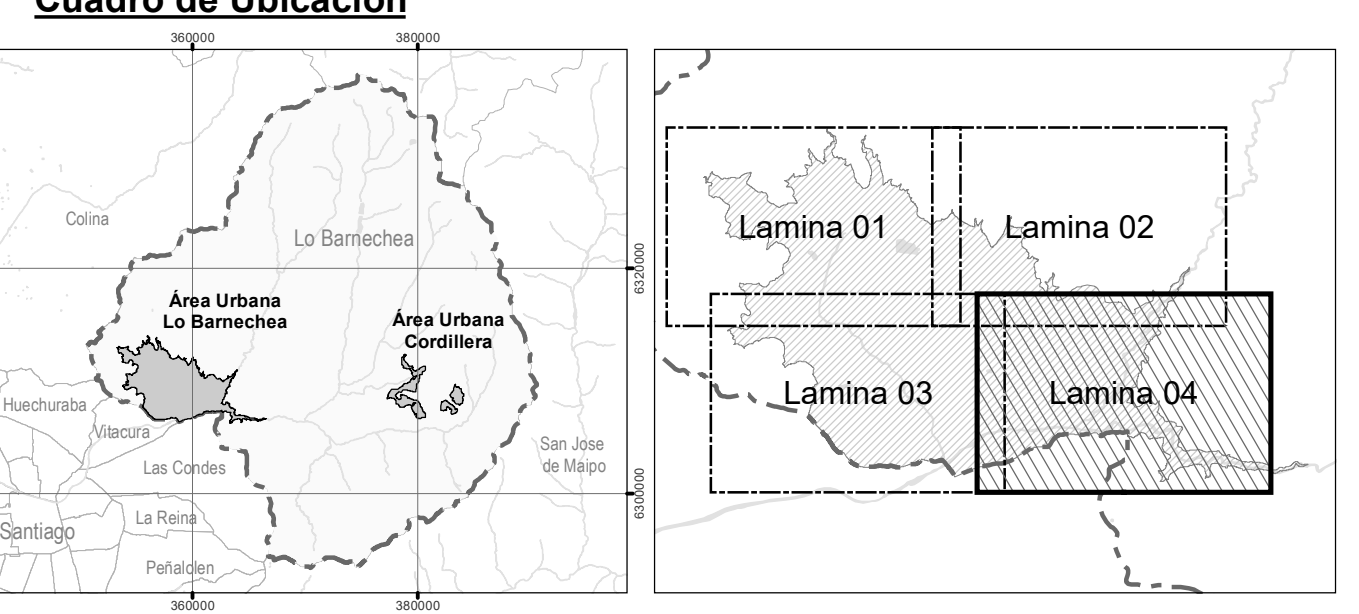 Cuadro de Ubicación
360000
380000
Colina
Lo Barnechea
6320000
Área Urbana
Lo Barnechea
Área Urbana
Cordillera
Huechuraba
Vitacura
Las Condes
San Jose
de Maipo
6300000
La Reina
Santiago
Peñalolen
360000
380000
Lamina 01
Lamina 02
Lamina 03
Lamina 04